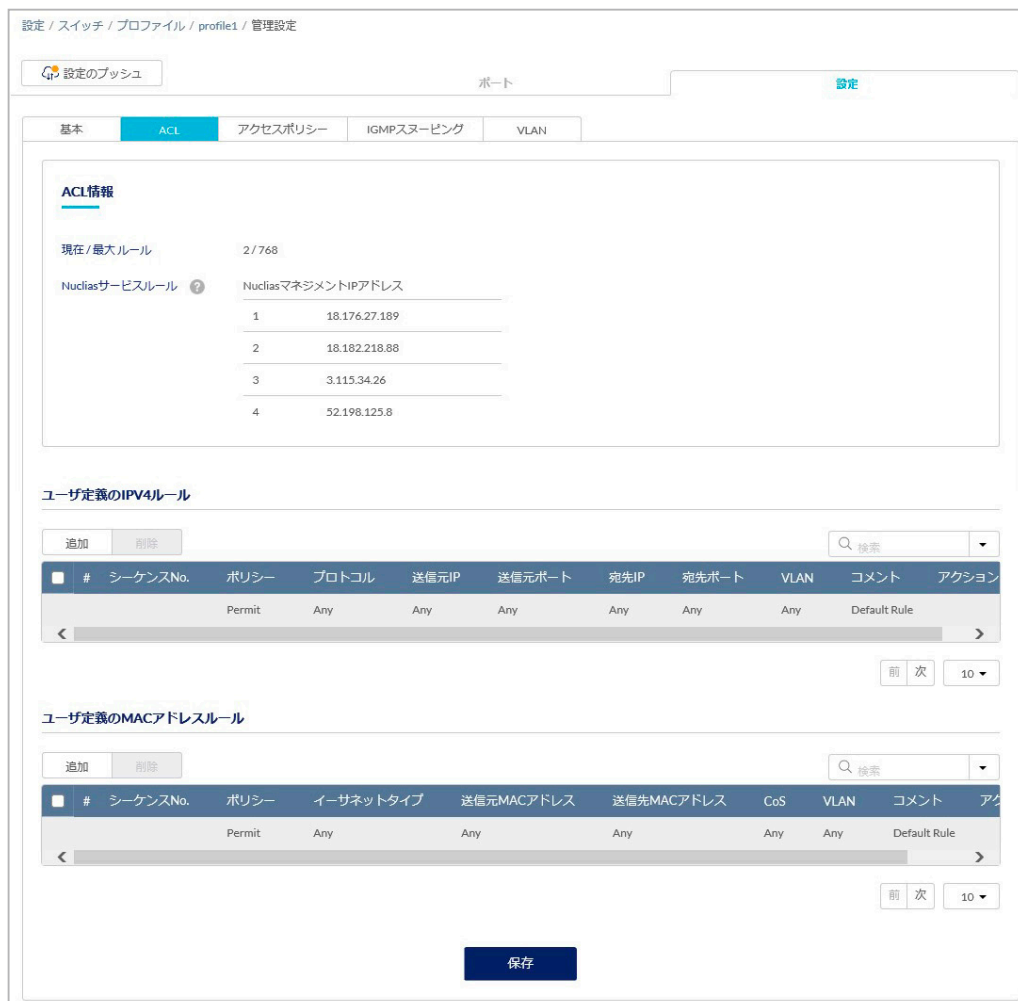 設定 / スイッチ / プロファイル / profile1 / 管理設定
設定のプッシュ
ポート 設定
基本 ACL アクセスポリシー IGMPスヌーピング VLAN
ACL情報
現在/最大ルール 2/768
Nucliasサービスルール ? NucliasマネジメントIPアドレス
1 18.176.27.189
2 18.182.218.88
3 3.115.34.26
4 52.198.125.8
ユーザ定義のIPV4ルール
追加 削除 検索
# シーケンスNo. ポリシー プロトコル 送信元IP 送信元ポート 宛先IP 宛先ポート VLAN コメント アクション
Permit Any Any Any Any Any Any Default Rule
前 次 10
ユーザ定義のMACアドレスルール
追加 削除 検索
# シーケンスNo. ポリシー イーサネットタイプ 送信元MACアドレス 送信先MACアドレス CoS VLAN コメント アク
Permit Any Any Any Any Any Default Rule
前 次 10
保存